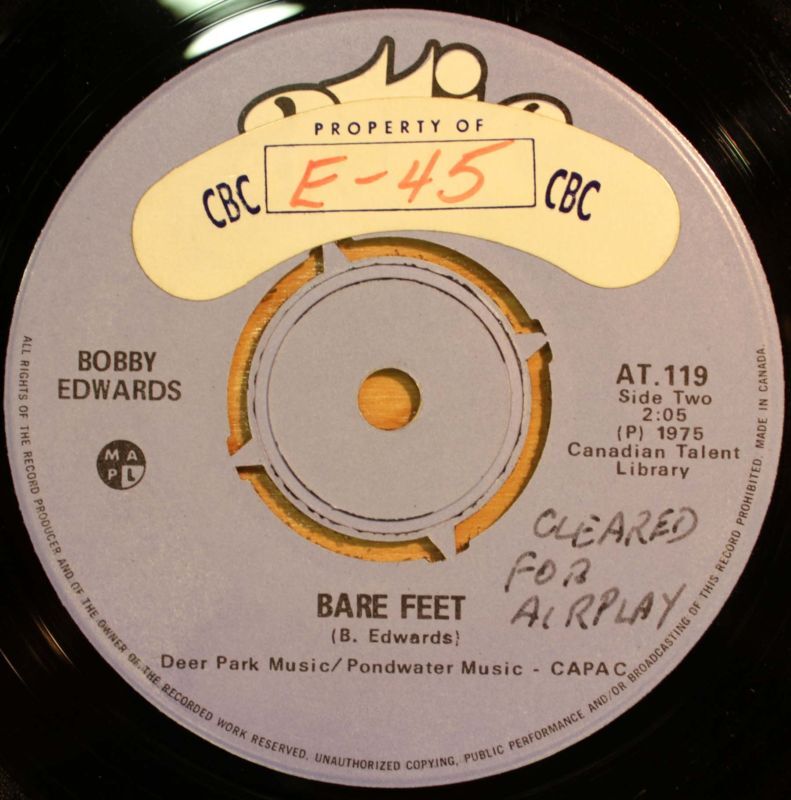 PROPERTY OF
CBC E-45 CBC
BOBBY
EDWARDS
M A
P L
AT.119
Side Two
2:05
(P) 1975
Canadian Talent
Library
CLEARED
FOR
AIRPLAY
BARE FEET
(B. Edwards)
Deer Park Music/Pondwater Music - CAPAC
ALL RIGHTS OF THE RECORD PRODUCER AND OF THE OWNER OF THE RECORDED WORK RESERVED. UNAUTHORIZED COPYING, PUBLIC PERFORMANCE AND/OR BROADCASTING OF THIS RECORD PROHIBITED. MADE IN CANADA.